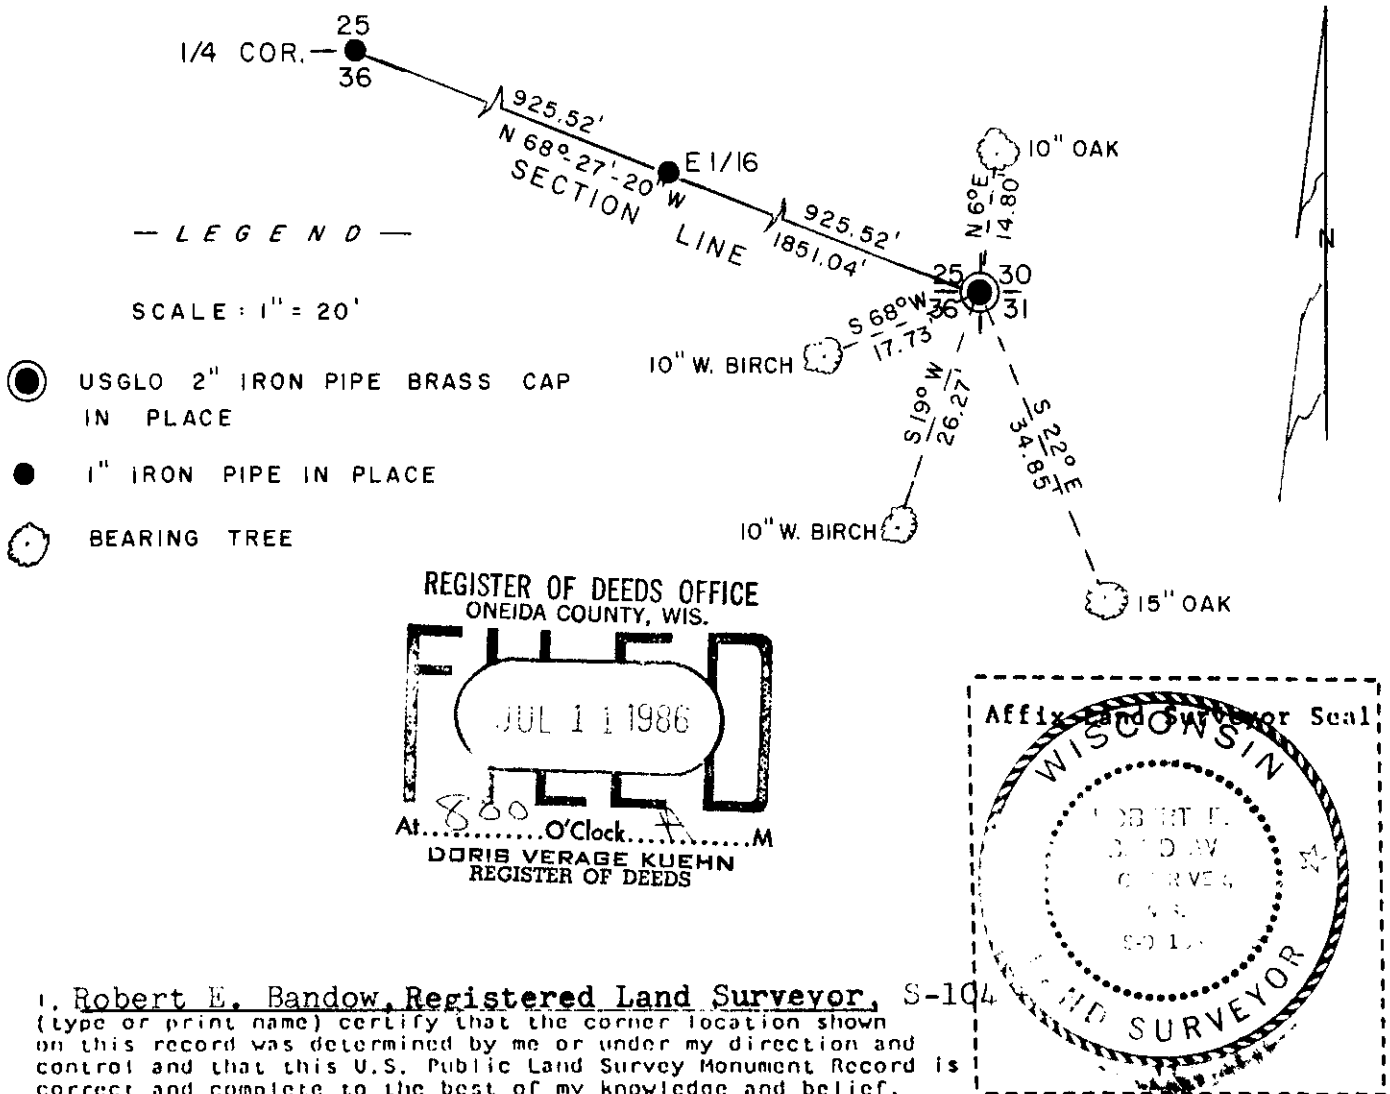 25
1/4 COR.
36
925.52'
N 68°-27'-20" W
SECTION LINE
E 1/16
925.52'
1851.04'
10" OAK
N 6° E
14.80'
N
25 30
36 31
— LEGEND —
SCALE : 1" = 20'
S 68° W
17.73'
10" W. BIRCH
USGLO 2" IRON PIPE BRASS CAP
IN PLACE
S 19° W
26.27'
S 22° E
34.85'
1" IRON PIPE IN PLACE
10" W. BIRCH
BEARING TREE
15" OAK
REGISTER OF DEEDS OFFICE
ONEIDA COUNTY, WIS.
FILED
JUL 11 1986
At 800 O'Clock A M
DORIS VERAGE KUEHN
REGISTER OF DEEDS
Affix Land Surveyor Seal
WISCONSIN
LAND SURVEYOR
I, Robert E. Bandow, Registered Land Surveyor, S-104
(type or print name) certify that the corner location shown
on this record was determined by me or under my direction and
control and that this U.S. Public Land Survey Monument Record is
correct and complete to the best of my knowledge and belief.